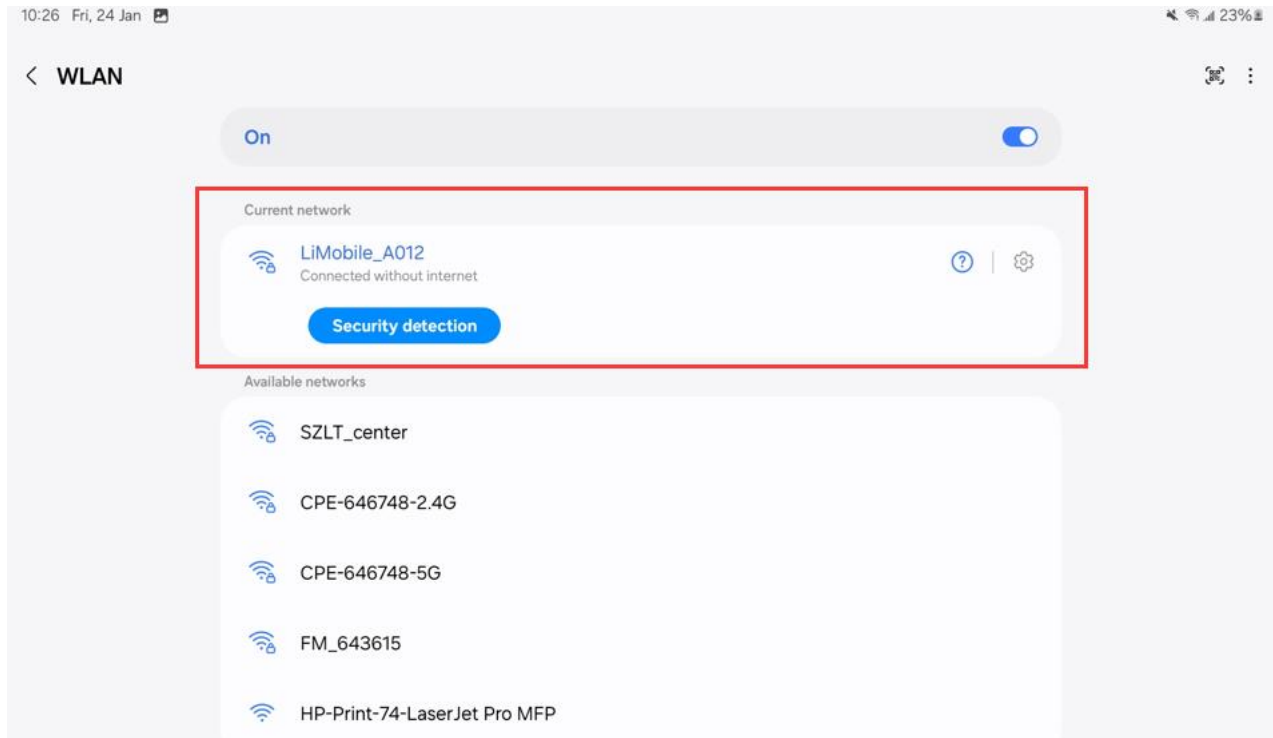 10:26 Fri, 24 Jan 23%
WLAN
On
Current network
LiMobile_A012
Connected without internet
Security detection
Available networks
SZLT_center
CPE-646748-2.4G
CPE-646748-5G
FM_643615
HP-Print-74-LaserJet Pro MFP